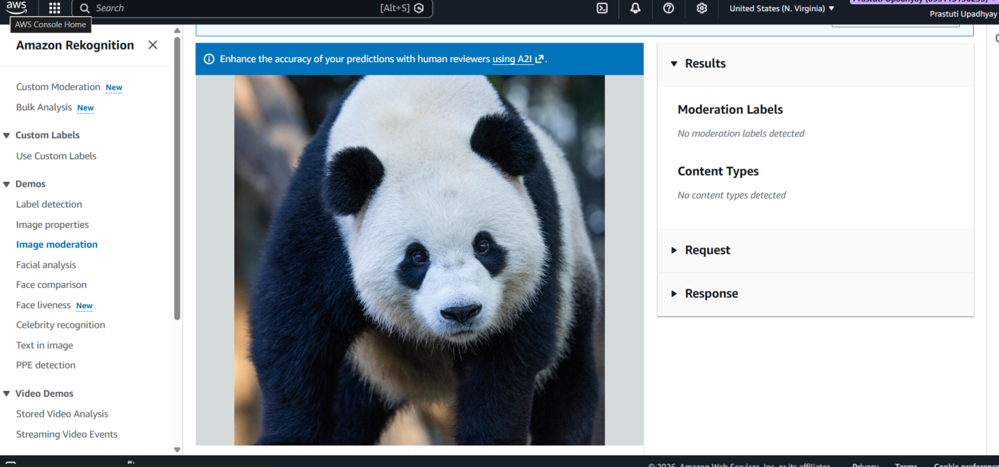 aws
Search
[Alt+S]
United States (N. Virginia)
Prastuti Upadhyay
AWS Console Home
Amazon Rekognition
Custom Moderation New
Bulk Analysis New
Custom Labels
Use Custom Labels
Demos
Label detection
Image properties
Image moderation
Facial analysis
Face comparison
Face liveness New
Celebrity recognition
Text in image
PPE detection
Video Demos
Stored Video Analysis
Streaming Video Events
Enhance the accuracy of your predictions with human reviewers using A2I.
Results
Moderation Labels
No moderation labels detected
Content Types
No content types detected
Request
Response
© 2026, Amazon Web Services, Inc. or its affiliates.
Privacy
Terms
Cookie preference